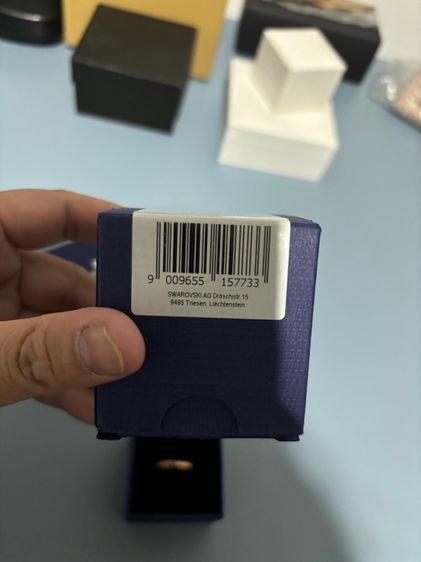 9 009655 157733
SWAROVSKI AG Dröschistr.15
9495 Triesen, Liechtenstein